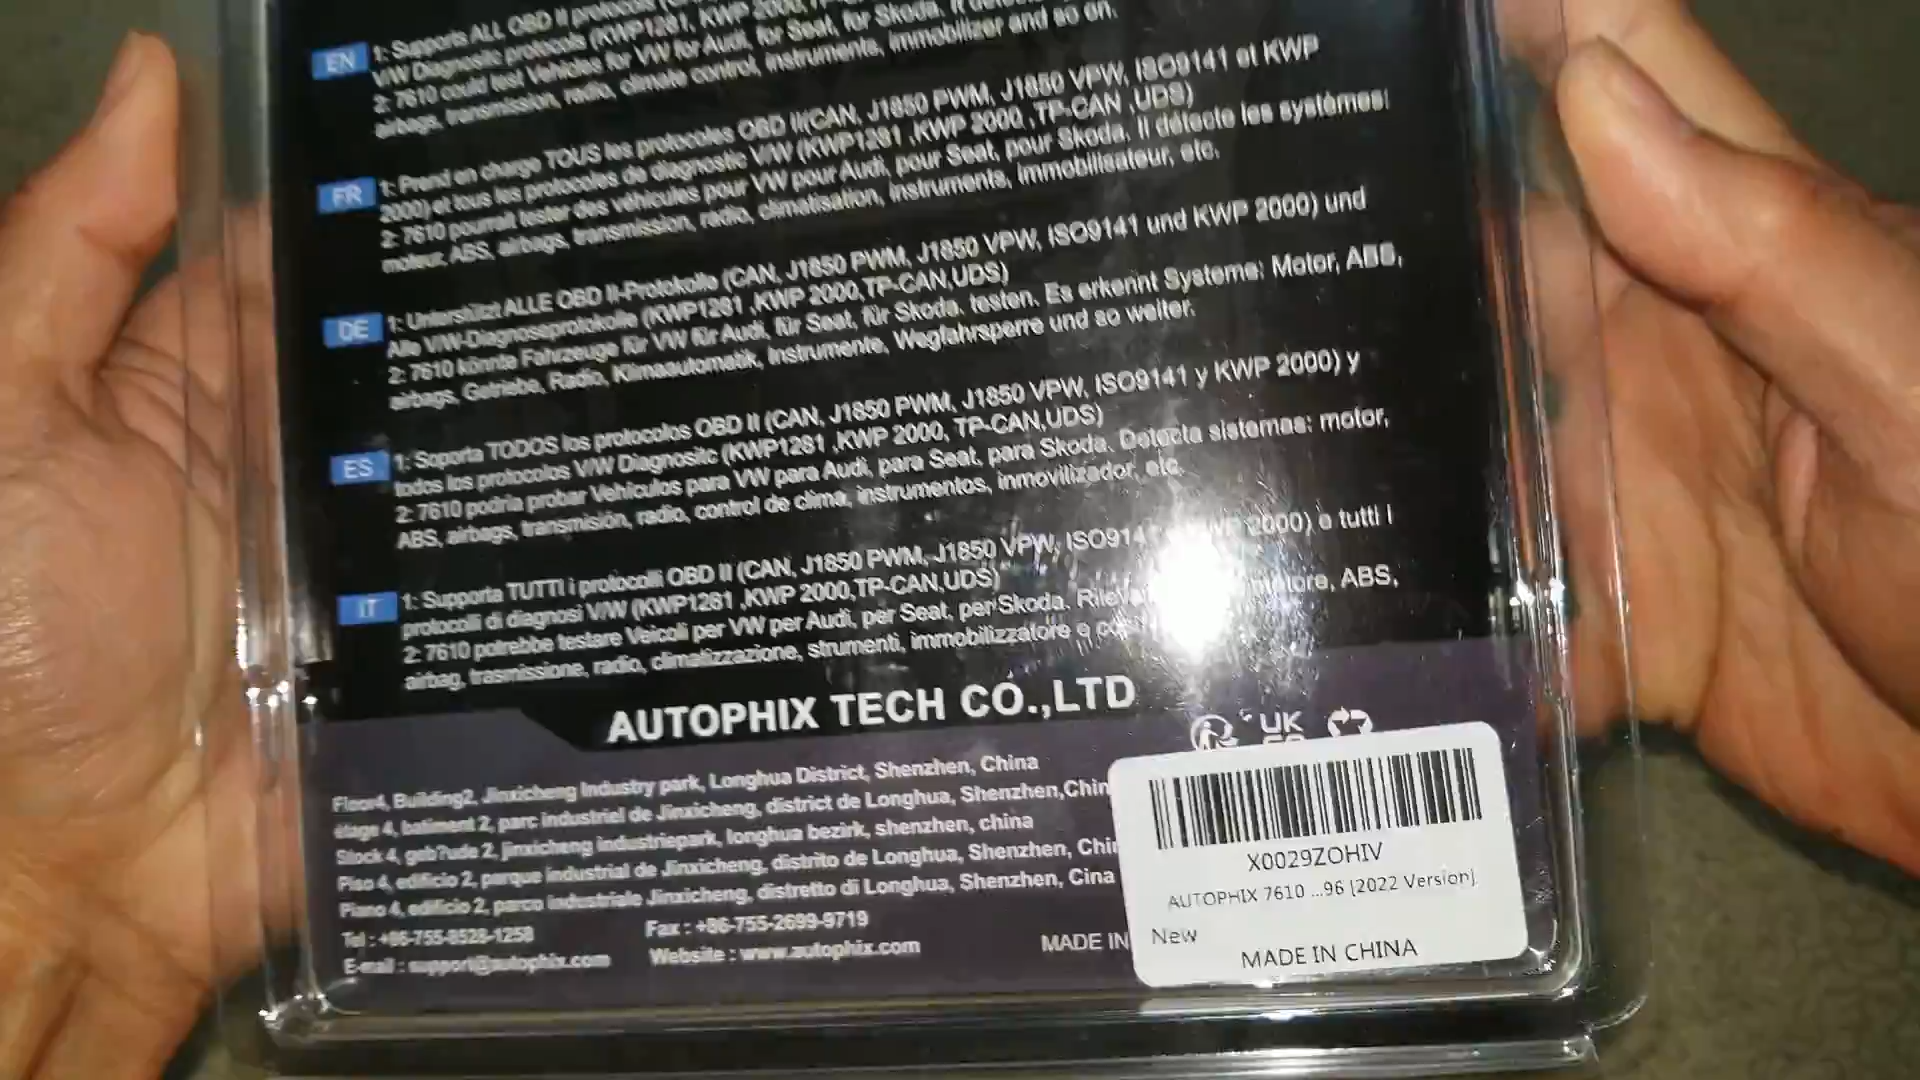 EN
1: Supports ALL OBD II protocols
VW Diagnostic protocols (KWP1281, KWP 2000,
2: 7610 could test Vehicles for VW for Audi, for Seat, for Skoda.
airbags, transmission, radio, climate control, instruments, immobilizer and so on.
FR
1: Prend en charge TOUS les protocoles OBD II(CAN, J1850 PWM, J1850 VPW, ISO9141 et KWP
2000) et tous les protocoles de diagnostic V/W (KWP1281 ,KWP 2000 ,TP-CAN ,UDS)
2: 7610 pourrait tester des véhicules pour VW pour Audi, pour Seat, pour Skoda. Il détecte les systèmes:
moteur, ABS, airbags, transmission, radio, climatisation, instruments, immobilisateur, etc.
DE
1: Unterstützt ALLE OBD II-Protokolle (CAN, J1850 PWM, J1850 VPW, ISO9141 und KWP 2000) und
Alle V/W-Diagnoseprotokolle (KWP1281 ,KWP 2000,TP-CAN,UDS)
2: 7610 könnte Fahrzeuge für VW für Audi, für Seat, für Skoda. testen. Es erkennt Systeme: Motor, ABS,
airbags, Getriebe, Radio, Klimaautomatik, Instrumente, Wegfahrsperre und so weiter.
ES
1: Soporta TODOS los protocolos OBD II (CAN, J1850 PWM, J1850 VPW, ISO9141 y KWP 2000) y
todos los protocolos V/W Diagnositc (KWP1281 ,KWP 2000, TP-CAN,UDS)
2: 7610 podría probar Vehículos para VW para Audi, para Seat, para Skoda. Detecta sistemas: motor,
ABS, airbags, transmisión, radio, control de clima, instrumentos, inmovilizador, etc.
IT
1: Supporta TUTTI i protocolli OBD II (CAN, J1850 PWM, J1850 VPW, ISO914 2000) e tutti i
protocolli di diagnosi V/W (KWP1281 ,KWP 2000,TP-CAN,UDS)
2: 7610 potrebbe testare Veicoli per VW per Audi, per Seat, per Skoda. motore, ABS,
airbag, trasmissione, radio, climatizzazione, strumenti, immobilizzatore e
AUTOPHIX TECH CO.,LTD
UK
Floor4, Building2, Jinxicheng Industry park, Longhua District, Shenzhen, China
étage 4, batiment 2, parc industriel de Jinxicheng, district de Longhua, Shenzhen,Chin
Stock 4, geb?ude 2, jinxicheng industriepark, longhua bezirk, shenzhen, china
Piso 4, edificio 2, parque industrial de Jinxicheng, distrito de Longhua, Shenzhen, Chi
Piano 4, edificio 2, parco industriale Jinxicheng, distretto di Longhua, Shenzhen, Cina
Tel : +86-755-8528-1258 Fax : +86-755-2699-9719
E-mail : support@autophix.com Website : www.autophix.com
MADE IN
X0029ZOHIV
AUTOPHIX 7610 ...96 [2022 Version]
New
MADE IN CHINA